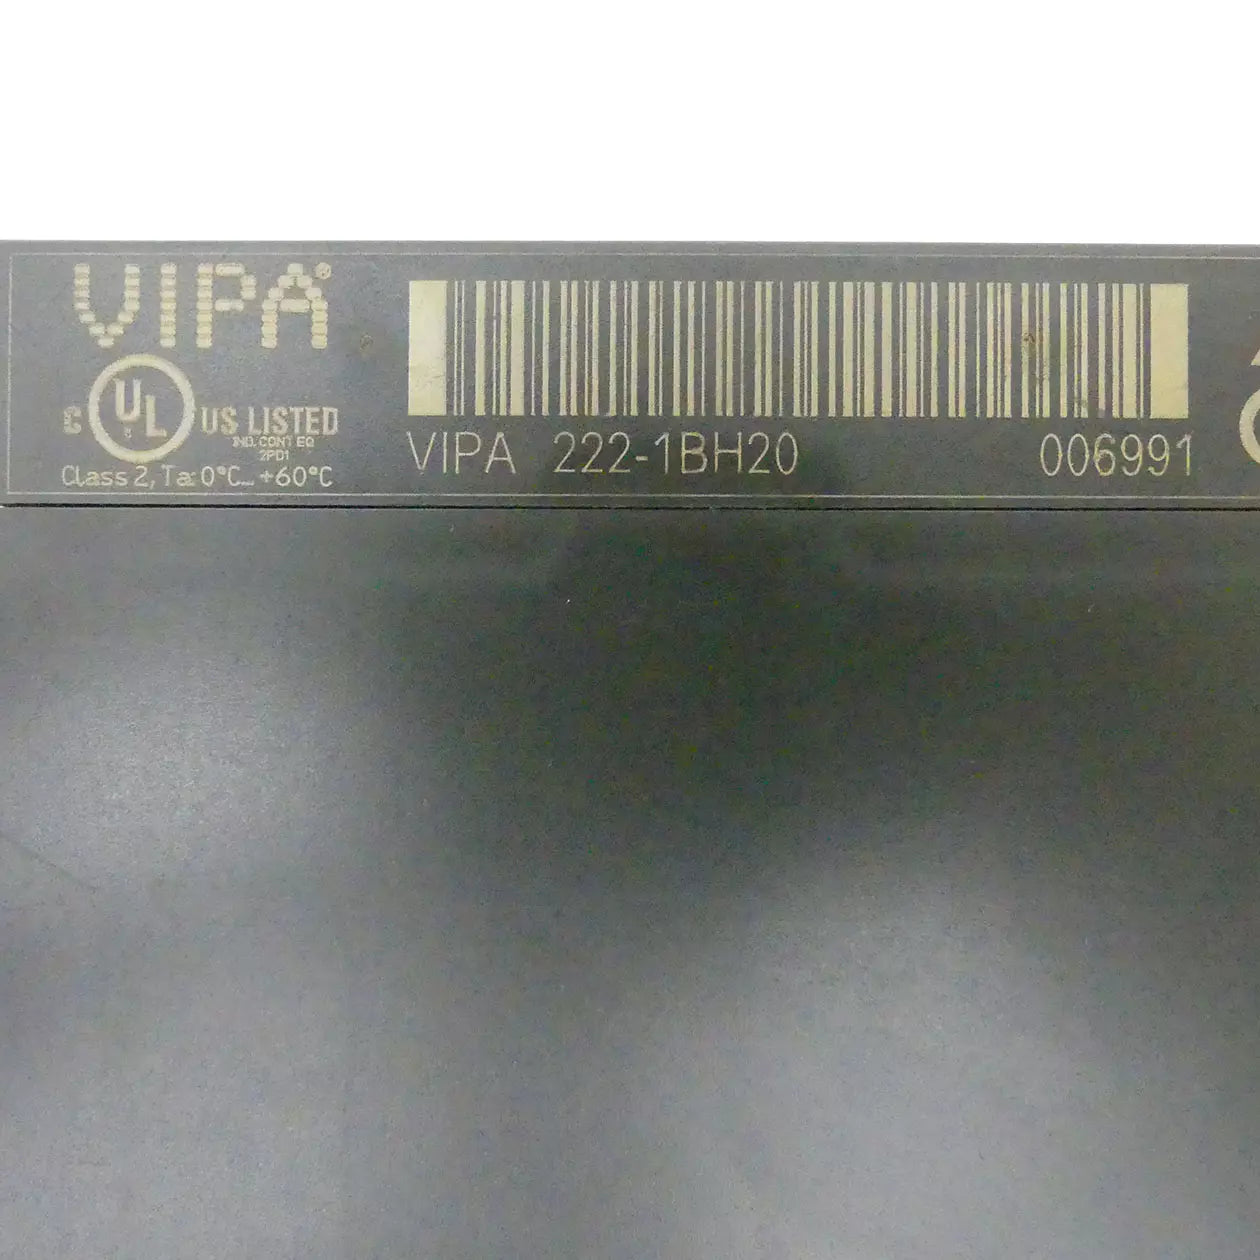 VIPA®
C UL US LISTED
IND. CONT EQ
2PD1
Class 2, Ta: 0°C... +60°C
VIPA 222-1BH20 006991